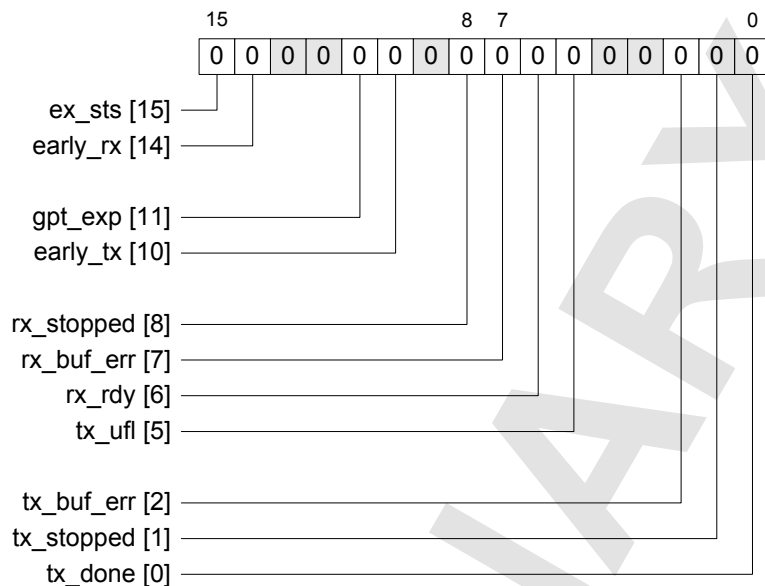 15 8 7 0
0 0 0 0 0 0 0 0 0 0 0 0 0 0 0 0
ex_sts [15]
early_rx [14]
gpt_exp [11]
early_tx [10]
rx_stopped [8]
rx_buf_err [7]
rx_rdy [6]
tx_ufl [5]
tx_buf_err [2]
tx_stopped [1]
tx_done [0]